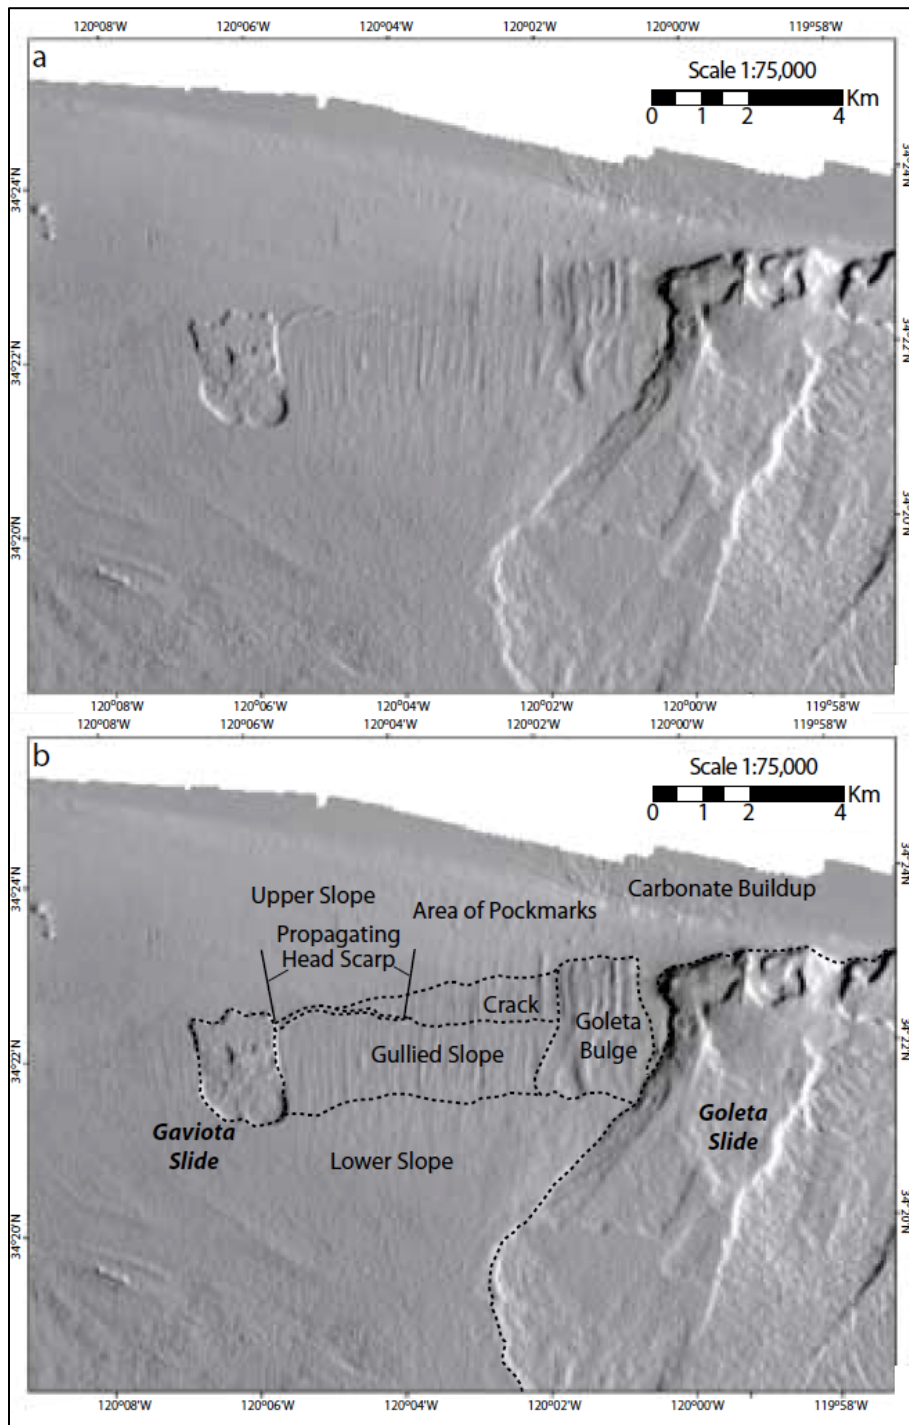 120°08'W 120°06'W 120°04'W 120°02'W 120°00'W 119°58'W
a
Scale 1:75,000
Km
0 1 2 4
34°24'N
34°24'N
34°22'N
34°22'N
34°20'N
34°20'N
120°08'W 120°06'W 120°04'W 120°02'W 120°00'W 119°58'W
120°08'W 120°06'W 120°04'W 120°02'W 120°00'W 119°58'W
b
Scale 1:75,000
Km
0 1 2 4
34°24'N
34°24'N
Carbonate Buildup
Upper Slope
Area of Pockmarks
Propagating
Head Scarp
Crack
Goleta
Bulge
Gullied Slope
34°22'N
34°22'N
Gaviota
Slide
Goleta
Slide
Lower Slope
34°20'N
34°20'N
120°08'W 120°06'W 120°04'W 120°02'W 120°00'W 119°58'W